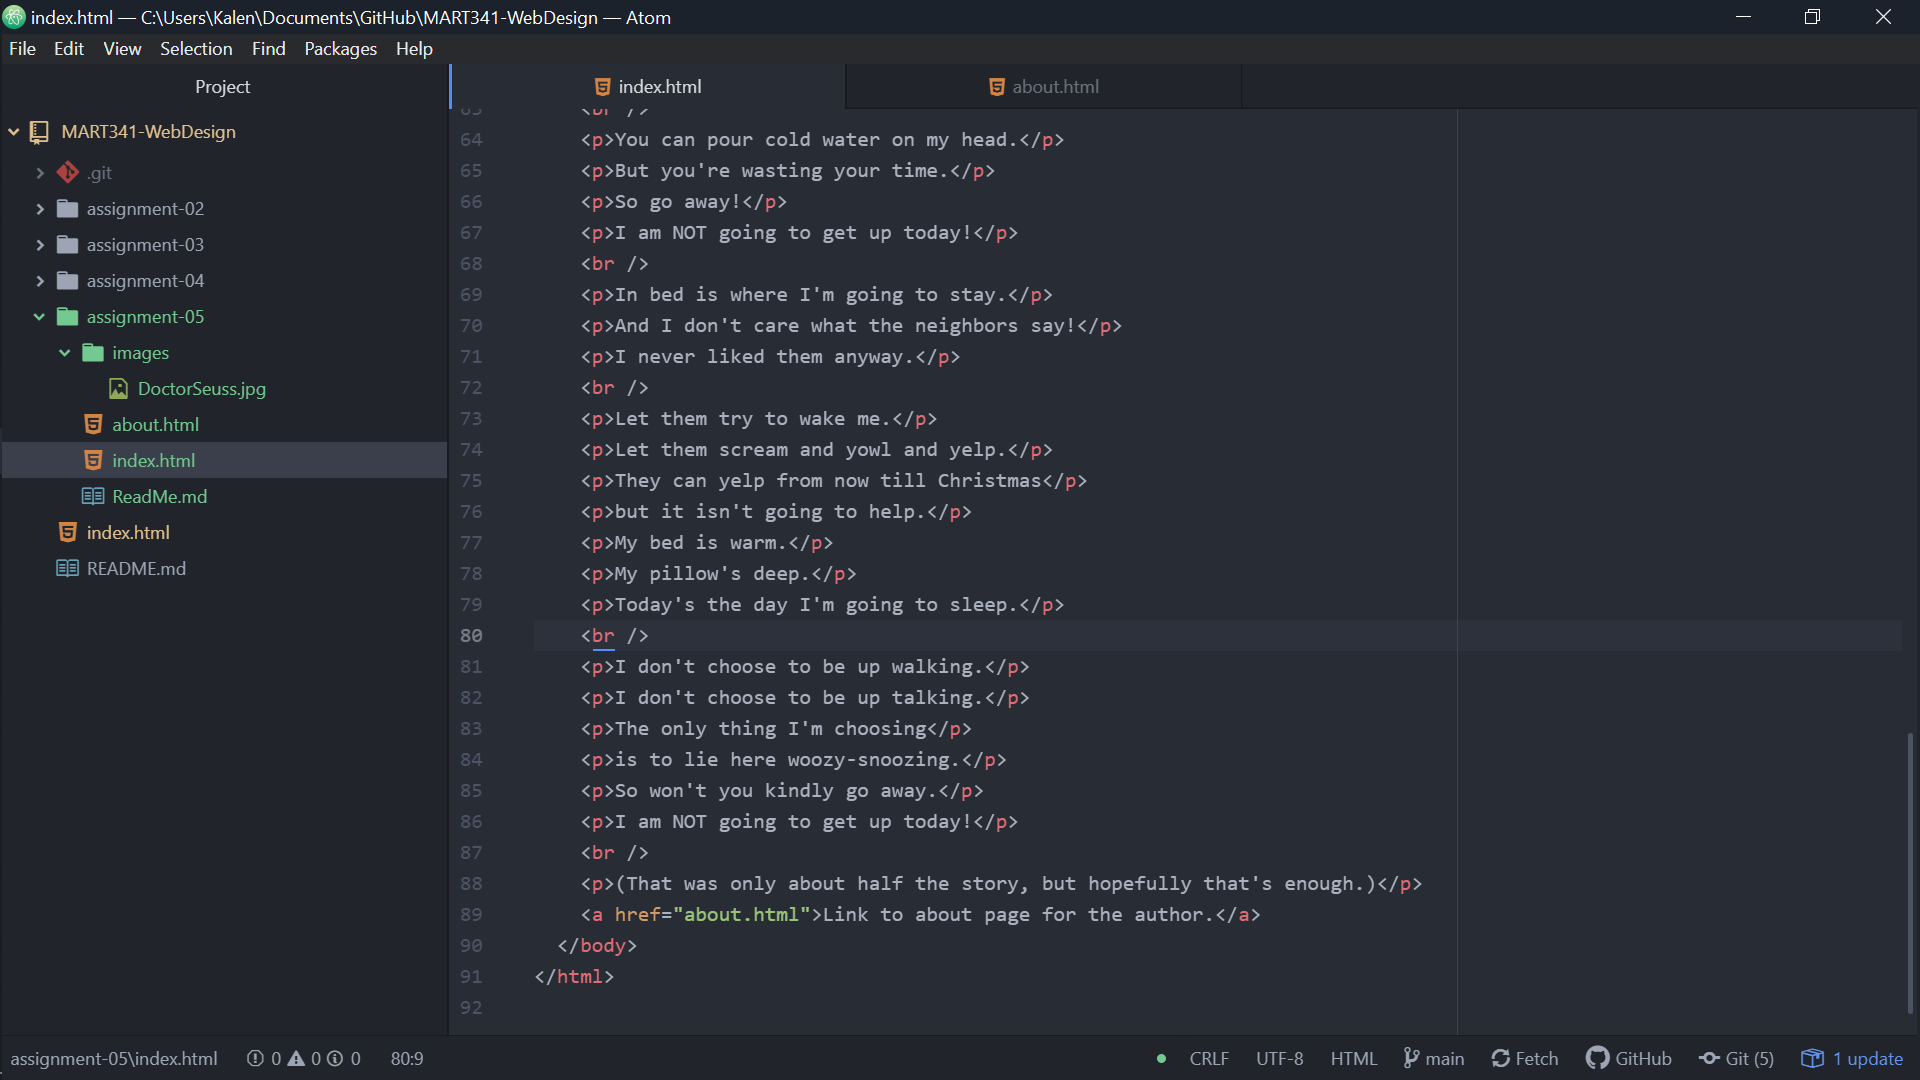 index.html — C:\Users\Kalen\Documents\GitHub\MART341-WebDesign — Atom
File Edit View Selection Find Packages Help
Project
MART341-WebDesign
.git
assignment-02
assignment-03
assignment-04
assignment-05
images
DoctorSeuss.jpg
about.html
index.html
ReadMe.md
index.html
README.md
index.html
about.html
63 <br />
64 <p>You can pour cold water on my head.</p>
65 <p>But you're wasting your time.</p>
66 <p>So go away!</p>
67 <p>I am NOT going to get up today!</p>
68 <br />
69 <p>In bed is where I'm going to stay.</p>
70 <p>And I don't care what the neighbors say!</p>
71 <p>I never liked them anyway.</p>
72 <br />
73 <p>Let them try to wake me.</p>
74 <p>Let them scream and yowl and yelp.</p>
75 <p>They can yelp from now till Christmas</p>
76 <p>but it isn't going to help.</p>
77 <p>My bed is warm.</p>
78 <p>My pillow's deep.</p>
79 <p>Today's the day I'm going to sleep.</p>
80 <br />
81 <p>I don't choose to be up walking.</p>
82 <p>I don't choose to be up talking.</p>
83 <p>The only thing I'm choosing</p>
84 <p>is to lie here woozy-snoozing.</p>
85 <p>So won't you kindly go away.</p>
86 <p>I am NOT going to get up today!</p>
87 <br />
88 <p>(That was only about half the story, but hopefully that's enough.)</p>
89 <a href="about.html">Link to about page for the author.</a>
90 </body>
91 </html>
92
assignment-05\index.html 0 0 0 80:9 CRLF UTF-8 HTML main Fetch GitHub Git (5) 1 update